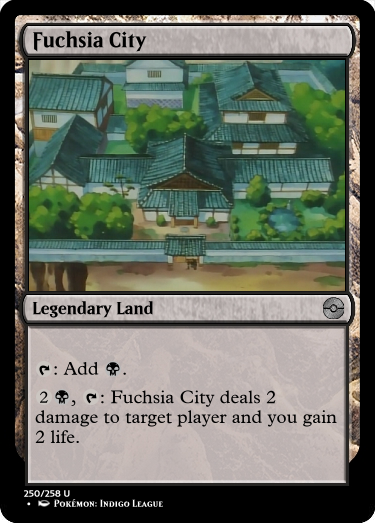 Fuchsia City
Legendary Land
: Add .
2 , : Fuchsia City deals 2
damage to target player and you gain
2 life.
250/258 U
• Pokémon: Indigo League